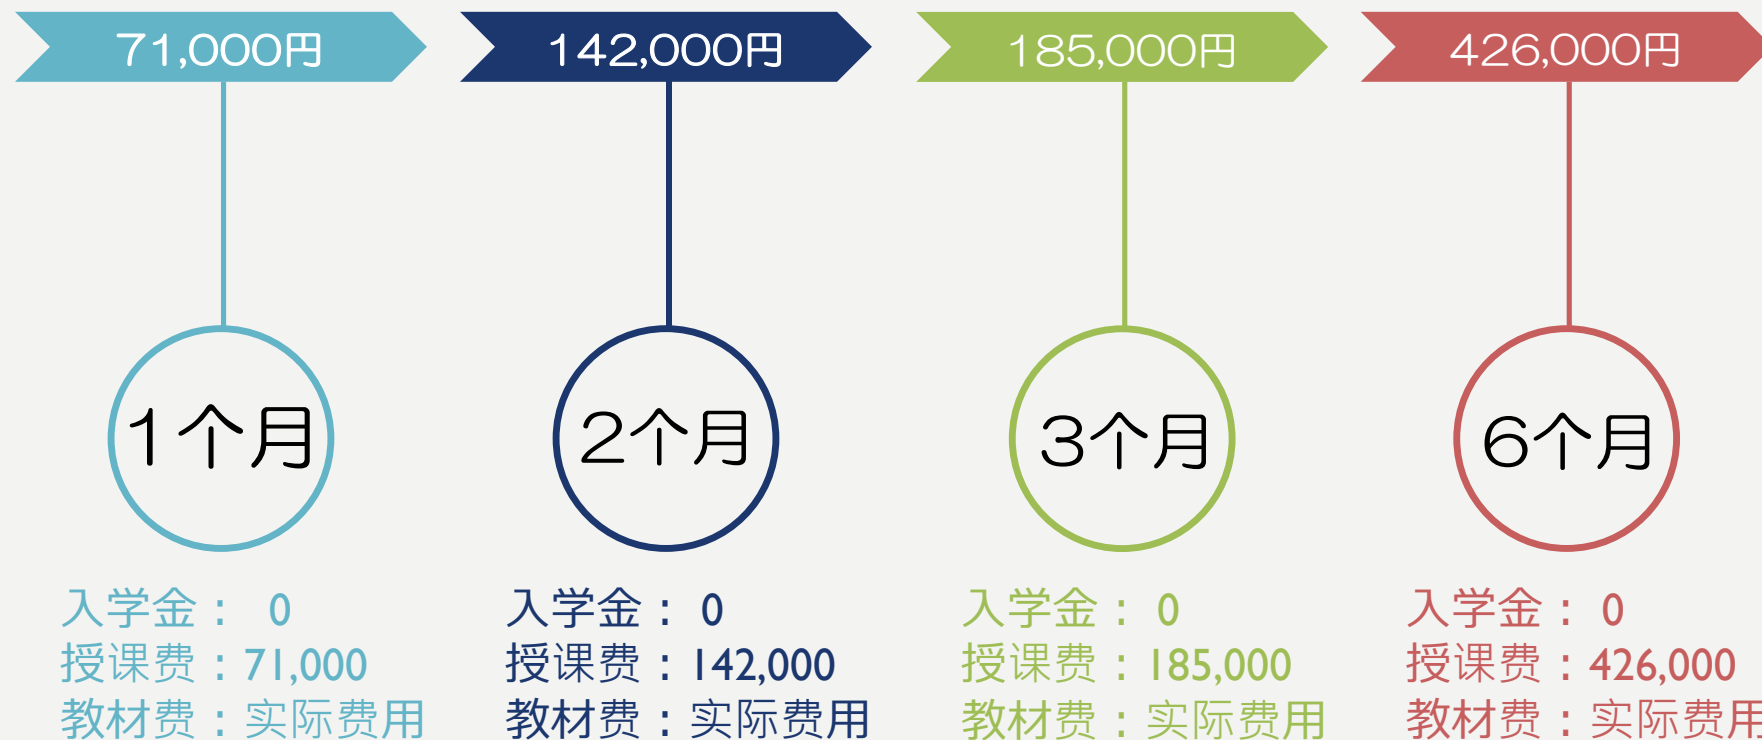 71,000円
142,000円
185,000円
426,000円
1个月
2个月
3个月
6个月
入学金： 0
授课费：71,000
教材费：实际费用
入学金： 0
授课费：142,000
教材费：实际费用
入学金： 0
授课费：185,000
教材费：实际费用
入学金： 0
授课费：426,000
教材费：实际费用